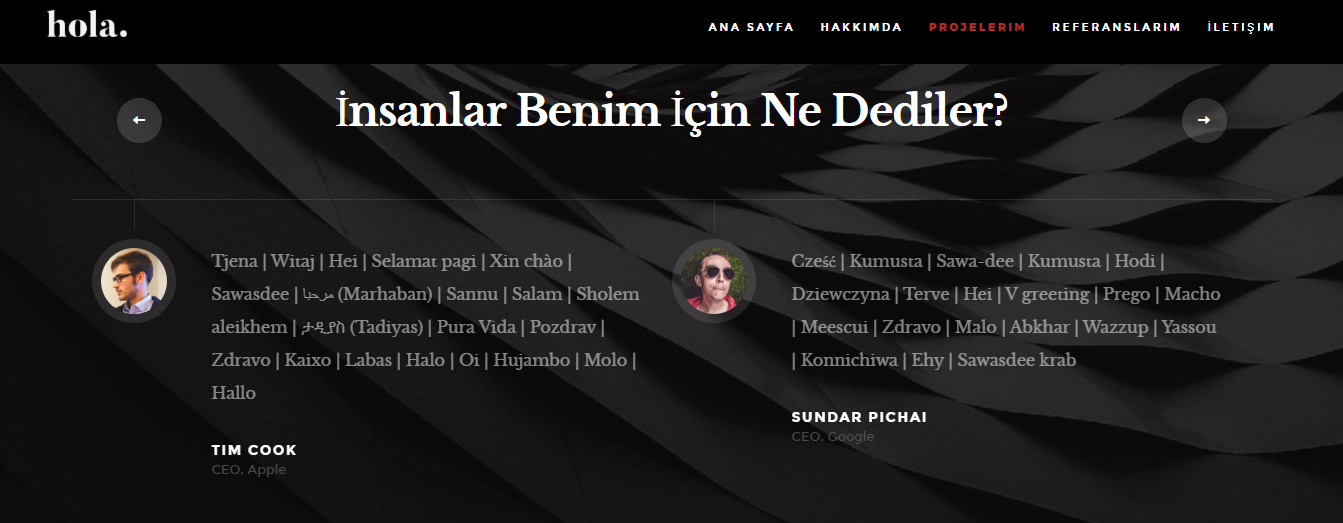 hola.
ANA SAYFA HAKKIMDA PROJELERIM REFERANSLARIM İLETIŞIM
İnsanlar Benim İçin Ne Dediler?
Tjena | Witaj | Hei | Selamat pagi | Xin chào |
Sawasdee | مرحبا (Marhaban) | Sannu | Salam | Sholem
aleikhem | ታዲያስ (Tadiyas) | Pura Vida | Pozdrav |
Zdravo | Kaixo | Labas | Halo | Oi | Hujambo | Molo |
Hallo
TIM COOK
CEO, Apple
Cześć | Kumusta | Sawa-dee | Kumusta | Hodi |
Dziewczyna | Terve | Hei | V greeting | Prego | Macho
| Meescui | Zdravo | Malo | Abkhar | Wazzup | Yassou
| Konnichiwa | Ehy | Sawasdee krab
SUNDAR PICHAI
CEO, Google